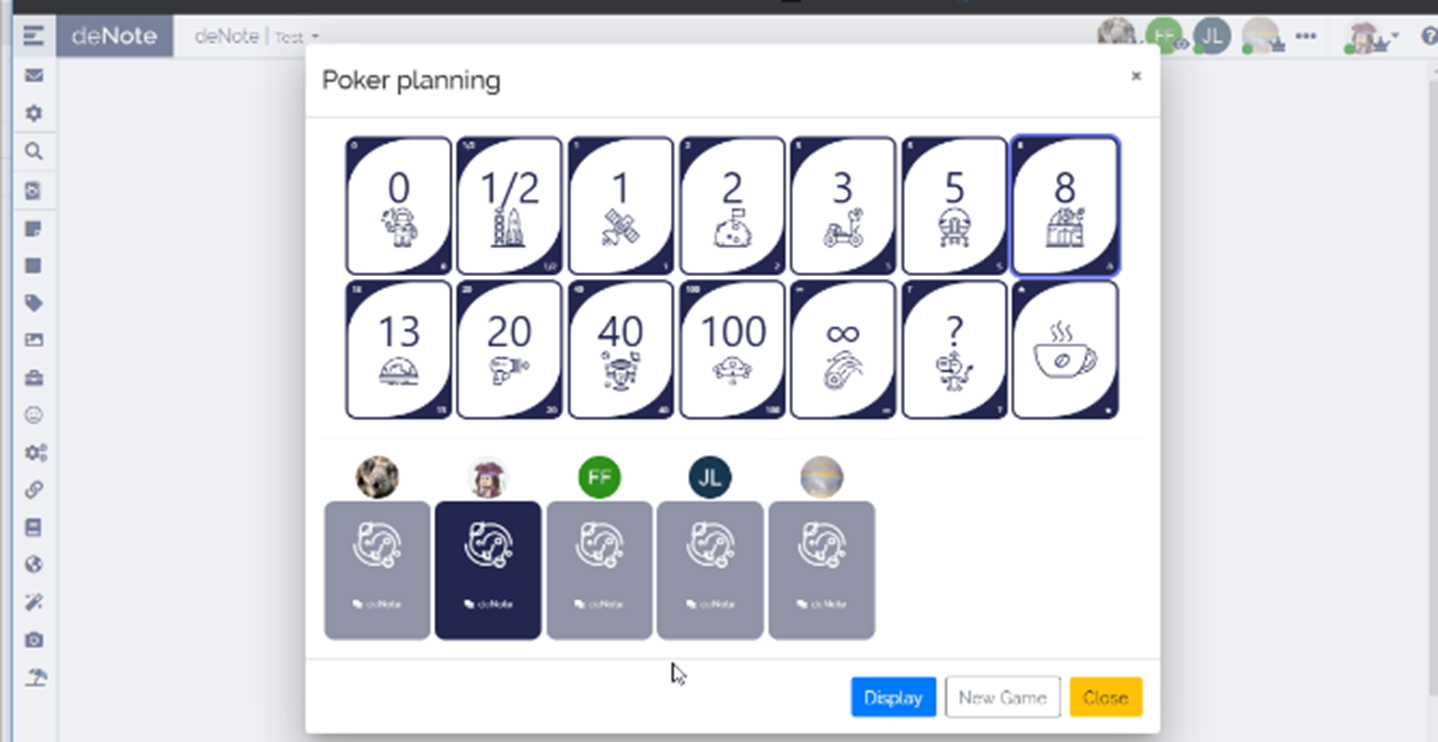 deNote deNote | Test FF JL
Poker planning ×
0 1/2 1 2 3 5 8
13 20 40 100 ∞ ?
FF JL
deNote deNote deNote deNote deNote
Display New Game Close